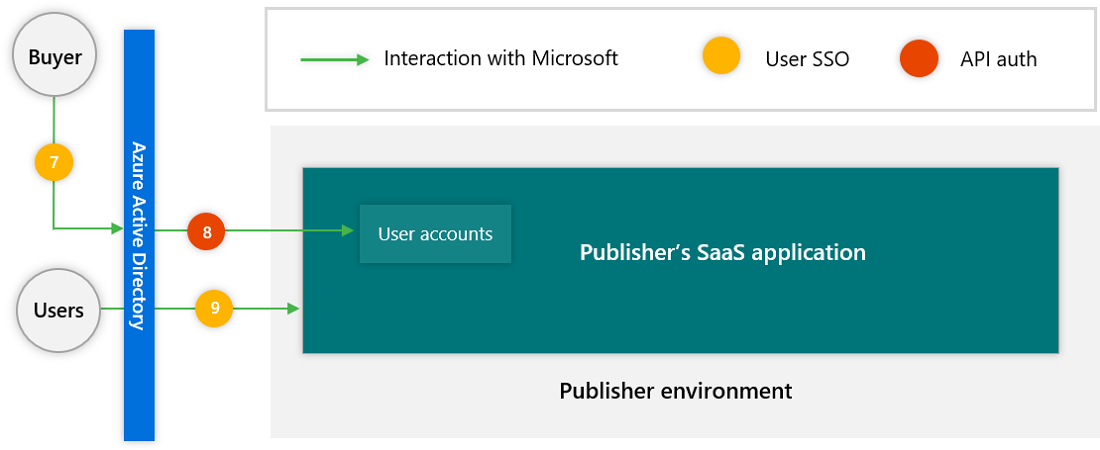 Buyer
Interaction with Microsoft
User SSO
API auth
7
Azure Active Directory
8
User accounts
Publisher’s SaaS application
Users
9
Publisher environment